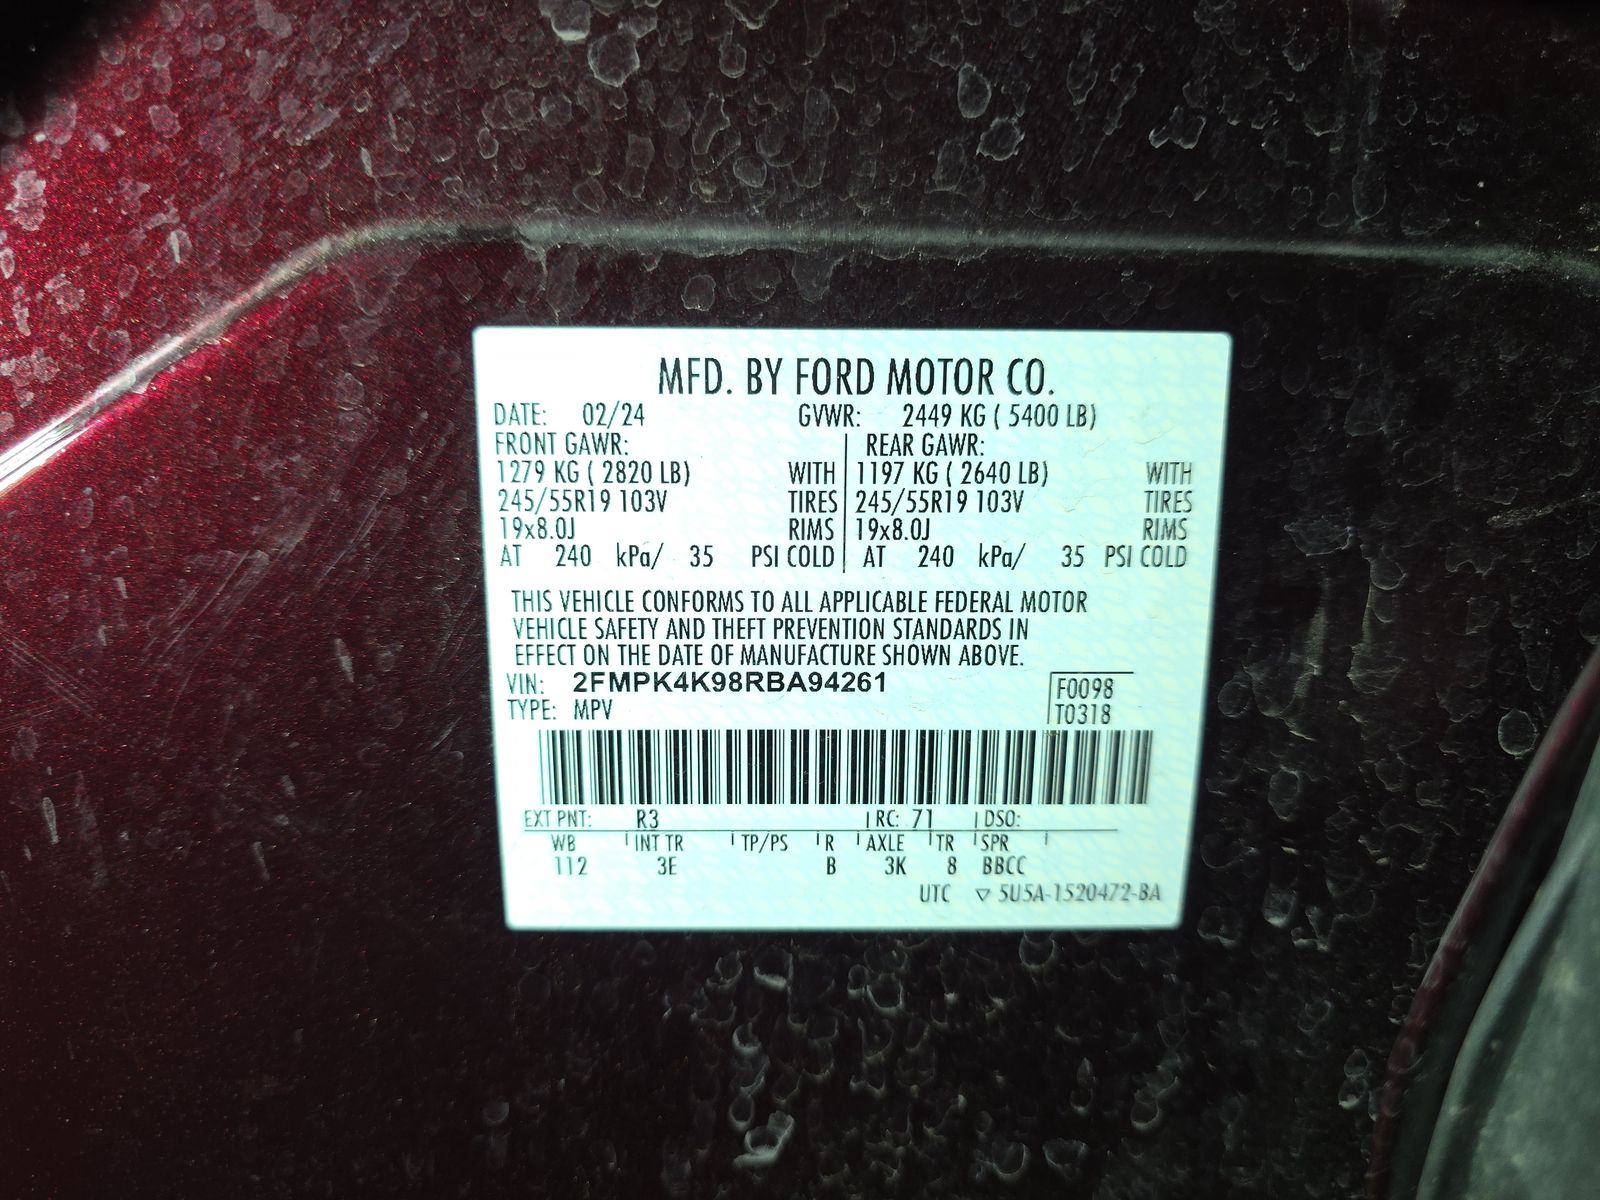 MFD. BY FORD MOTOR CO.
DATE: 02/24 GVWR: 2449 KG ( 5400 LB)
FRONT GAWR: REAR GAWR:
1279 KG ( 2820 LB) WITH 1197 KG ( 2640 LB) WITH
245/55R19 103V TIRES 245/55R19 103V TIRES
19x8.0J RIMS 19x8.0J RIMS
AT 240 kPa/ 35 PSI COLD AT 240 kPa/ 35 PSI COLD
THIS VEHICLE CONFORMS TO ALL APPLICABLE FEDERAL MOTOR
VEHICLE SAFETY AND THEFT PREVENTION STANDARDS IN
EFFECT ON THE DATE OF MANUFACTURE SHOWN ABOVE.
VIN: 2FMPK4K98RBA94261 F0098
TYPE: MPV T0318
EXT PNT: R3 RC: 71 DSO:
WB INT TR TP/PS R AXLE TR SPR
112 3E B 3K 8 BBCC
UTC ▽ 5U5A-1520472-BA